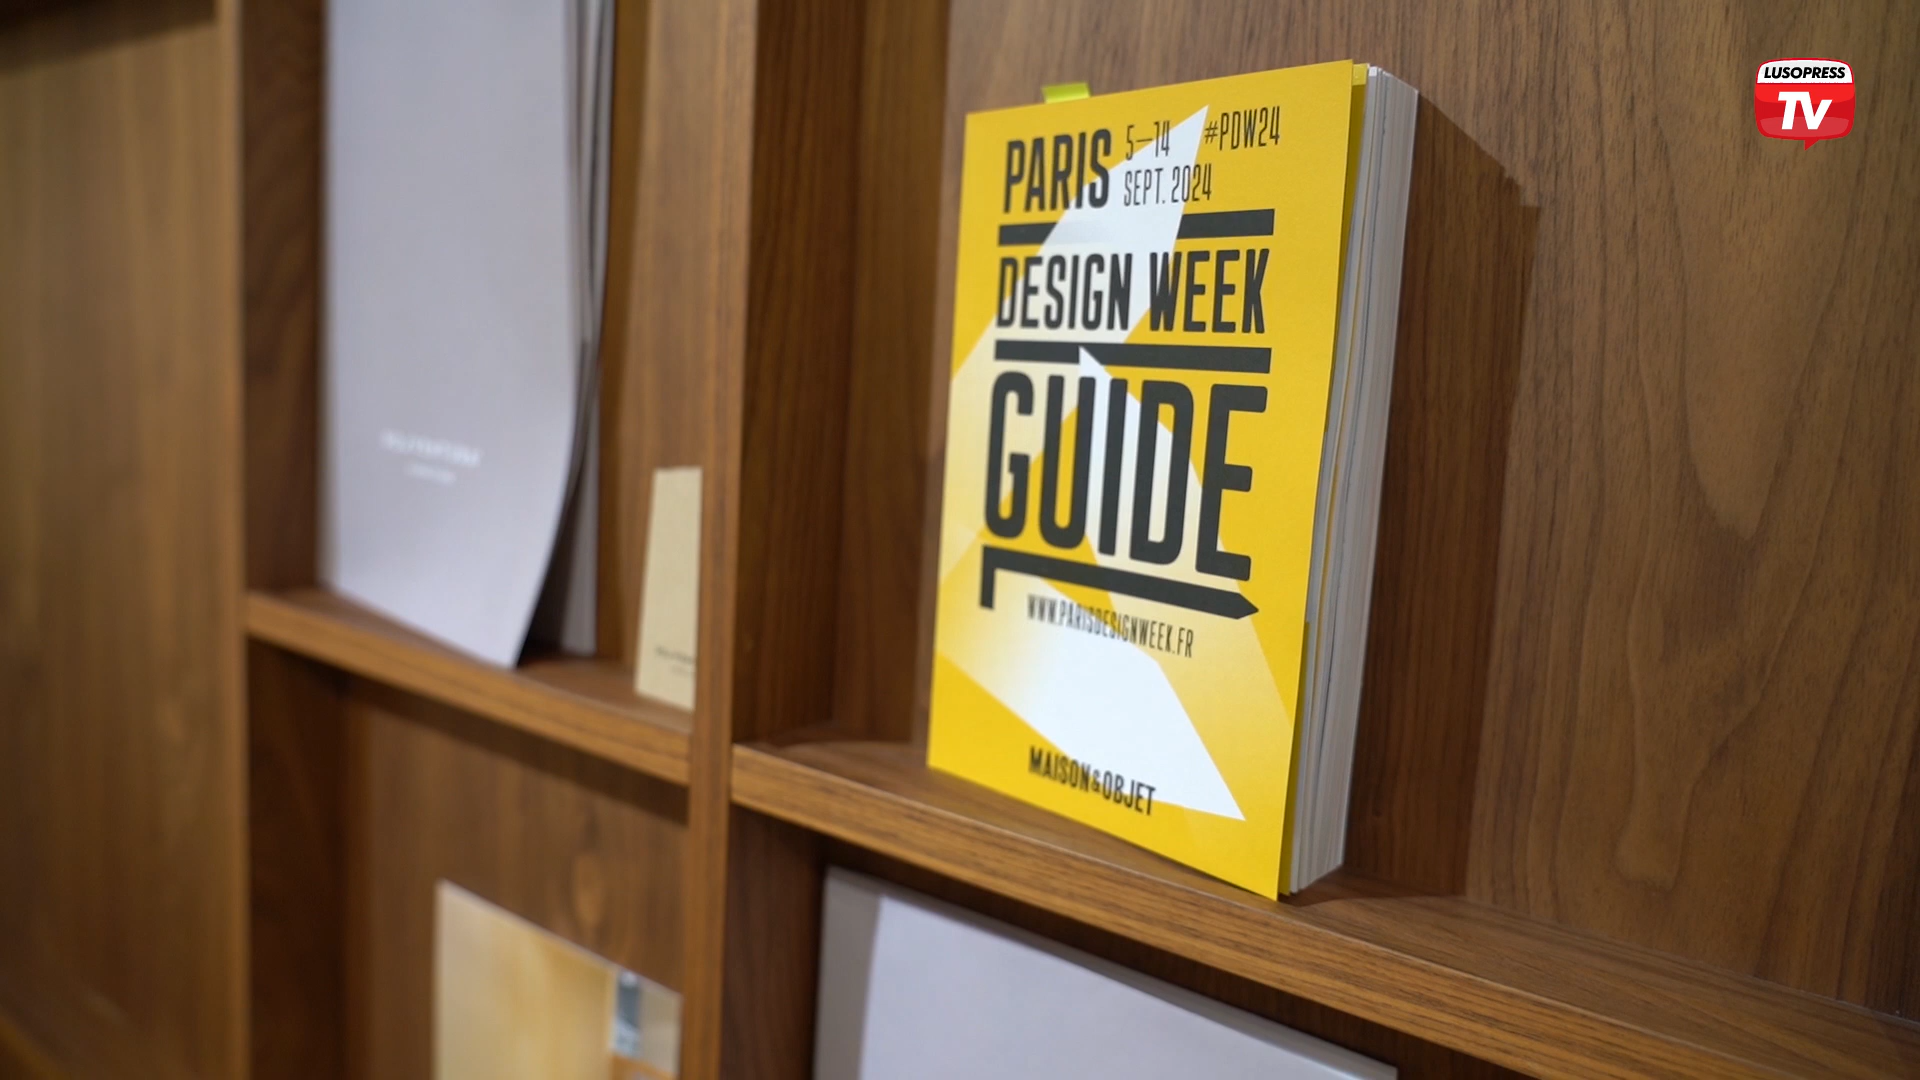 LUSOPRESS
TV
PARIS 5—14 #PDW24
SEPT. 2024
DESIGN WEEK
GUIDE
WWW.PARISDESIGNWEEK.FR
MAISON&OBJET